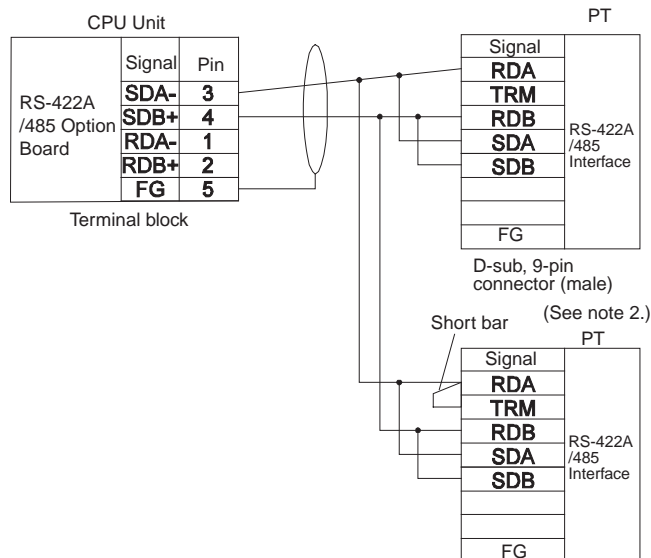 CPU Unit
RS-422A
/485 Option
Board
Signal Pin
SDA- 3
SDB+ 4
RDA- 1
RDB+ 2
FG 5
Terminal block
PT
Signal
RDA
TRM
RDB
SDA
SDB
FG
RS-422A
/485
Interface
D-sub, 9-pin
connector (male)
(See note 2.)
Short bar
PT
Signal
RDA
TRM
RDB
SDA
SDB
FG
RS-422A
/485
Interface